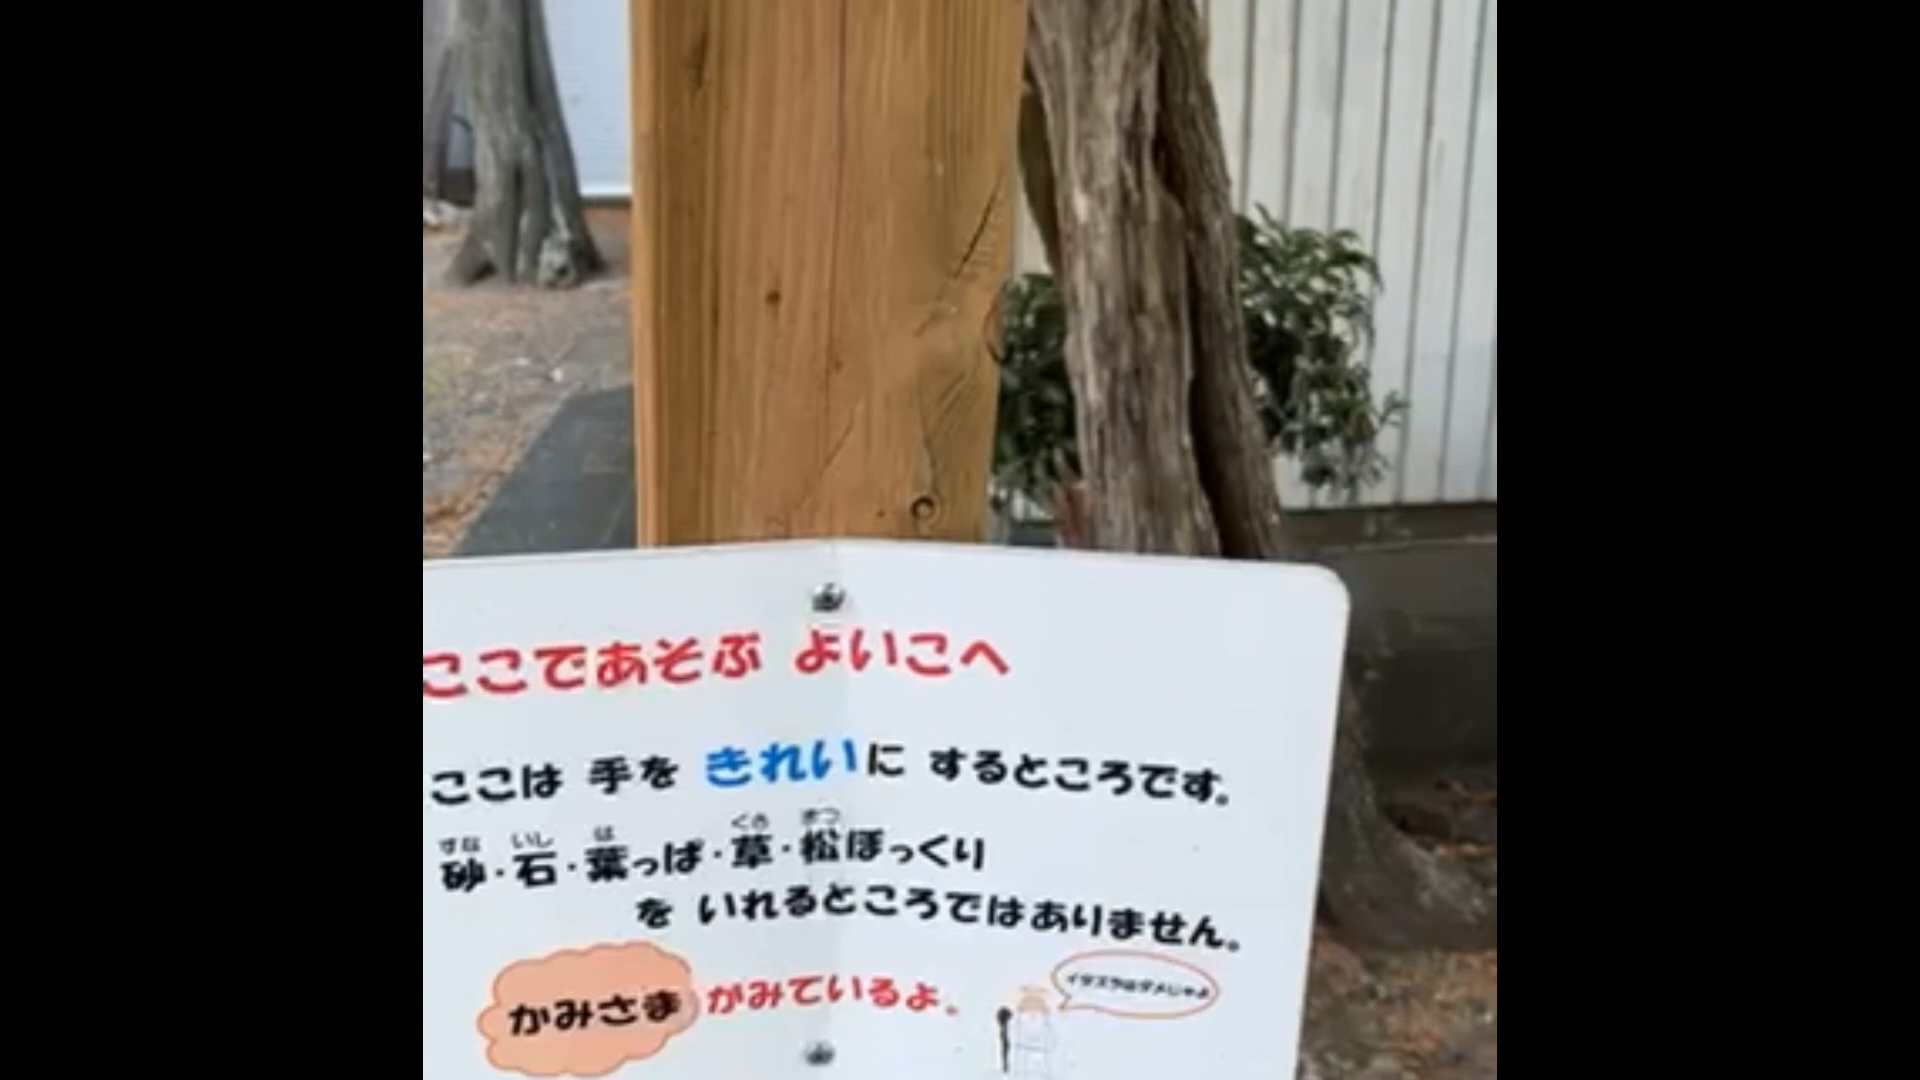 ここであそぶ よいこへ
ここは 手を きれいに するところです。
すな いし は くさ まつ
砂・石・葉っぱ・草・松ぼっくり
を いれるところではありません。
かみさま がみているよ。
イタズラはダメじゃよ